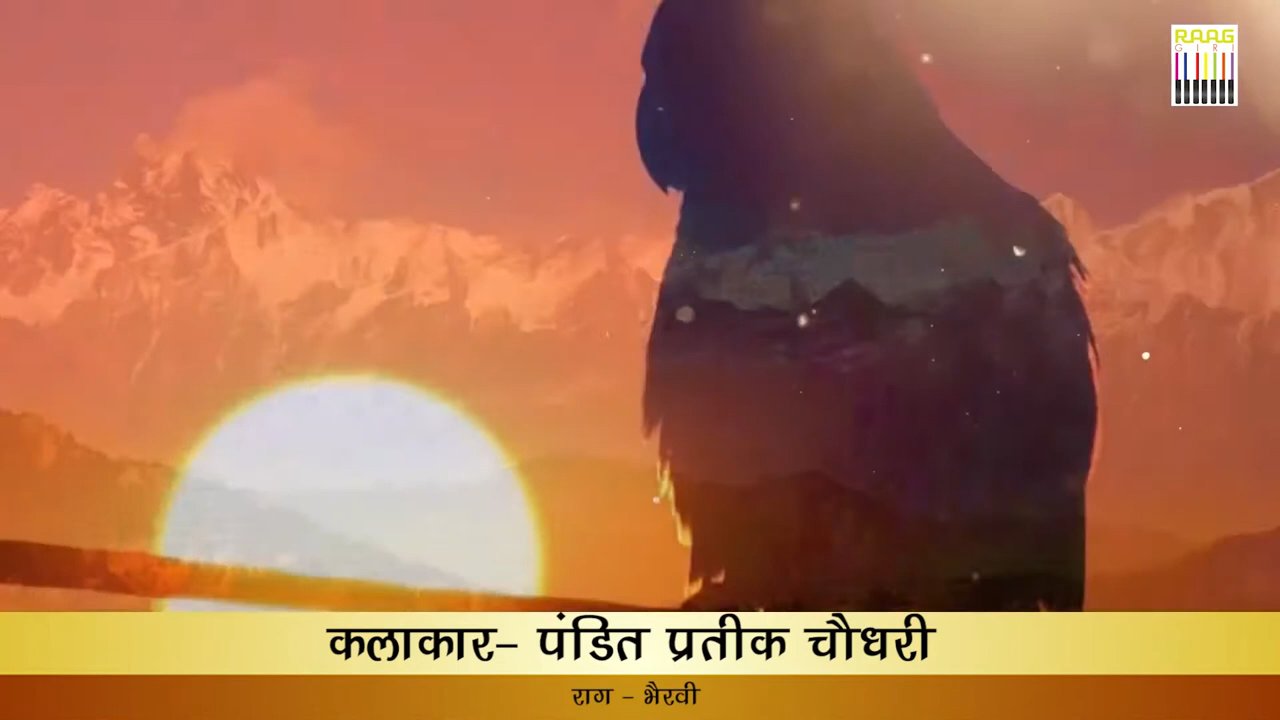 RAAG
GIRI
कलाकार– पंडित प्रतीक चौधरी
राग – भैरवी